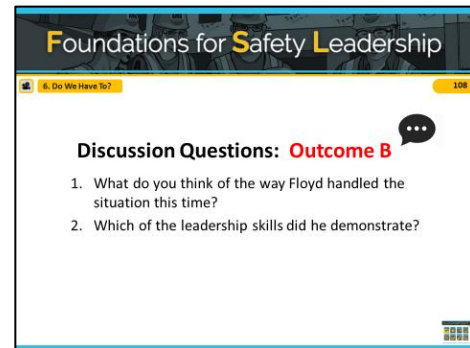 Foundations for Safety Leadership
6. Do We Have To?
108
Discussion Questions: Outcome B
1. What do you think of the way Floyd handled the
situation this time?
2. Which of the leadership skills did he demonstrate?